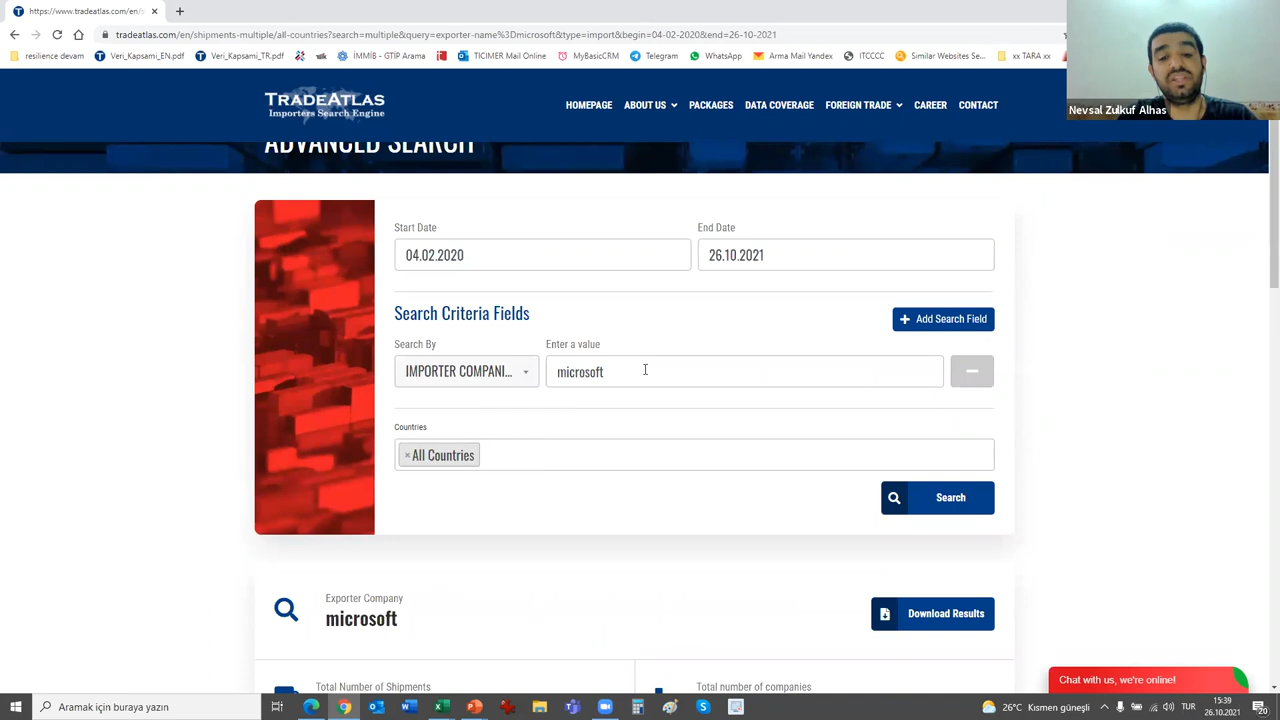 https://www.tradeatlas.com/en/s
tradeatlas.com/en/shipments-multiple/all-countries?search=multiple&query=exportername%3Dmicrosoft&type=import&begin=04-02-2020&end=26-10-2021
resilience devam
Veri_Kapsami_EN.pdf
Veri_Kapsami_TR.pdf
İMMİB - GTİP Arama
TICIMER Mail Online
MyBasicCRM
Telegram
WhatsApp
Arma Mail Yandex
ITCCCC
Similar Websites Se...
xx TARA xx
Nevsal Zulkuf Alhas
TRADEATLAS
Importers Search Engine
HOMEPAGE
ABOUT US
PACKAGES
DATA COVERAGE
FOREIGN TRADE
CAREER
CONTACT
ADVANCED SEARCH
Start Date
End Date
04.02.2020
26.10.2021
Search Criteria Fields
Add Search Field
Search By
Enter a value
IMPORTER COMPANI...
microsoft
Countries
×All Countries
Search
Exporter Company
microsoft
Download Results
Total Number of Shipments
Total number of companies
Chat with us, we're online!
Aramak için buraya yazın
26°C Kısmen güneşli
TUR
15:39
26.10.2021
20